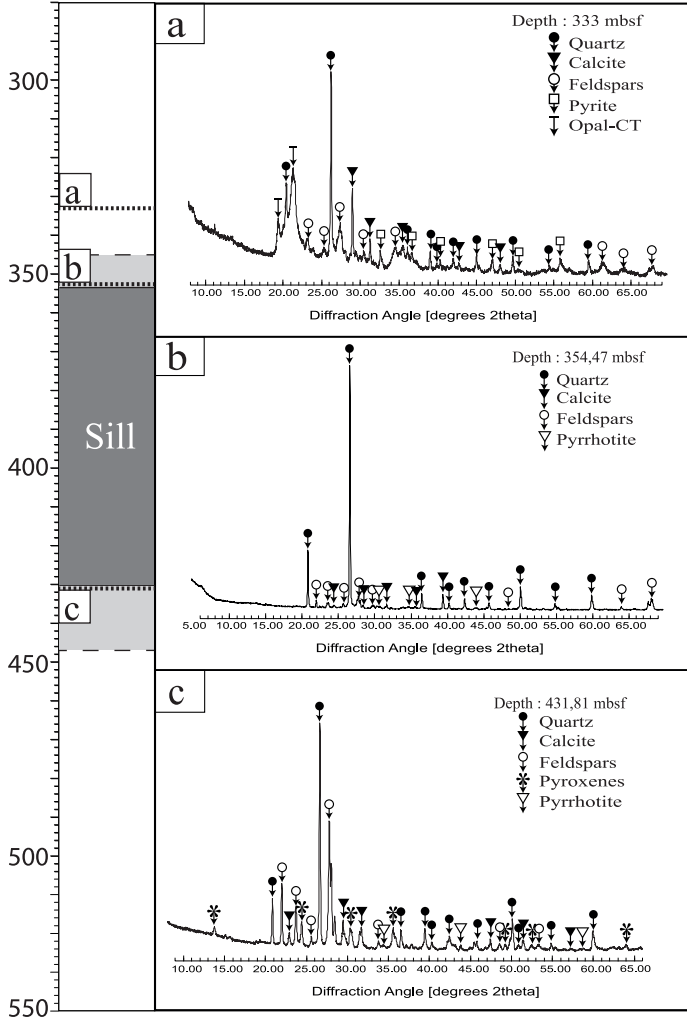 300
350
400
450
500
550
a
b
Sill
c
a
Depth : 333 mbsf
Quartz
Calcite
Feldspars
Pyrite
Opal-CT
10.00 15.00 20.00 25.00 30.00 35.00 40.00 45.00 50.00 55.00 60.00 65.00
Diffraction Angle [degrees 2theta]
b
Depth : 354,47 mbsf
Quartz
Calcite
Feldspars
Pyrrhotite
5.00 10.00 15.00 20.00 25.00 30.00 35.00 40.00 45.00 50.00 55.00 60.00 65.00
Diffraction Angle [degrees 2theta]
c
Depth : 431,81 mbsf
Quartz
Calcite
Feldspars
Pyroxenes
Pyrrhotite
10.00 15.00 20.00 25.00 30.00 35.00 40.00 45.00 50.00 55.00 60.00 65.00
Diffraction Angle [degrees 2theta]